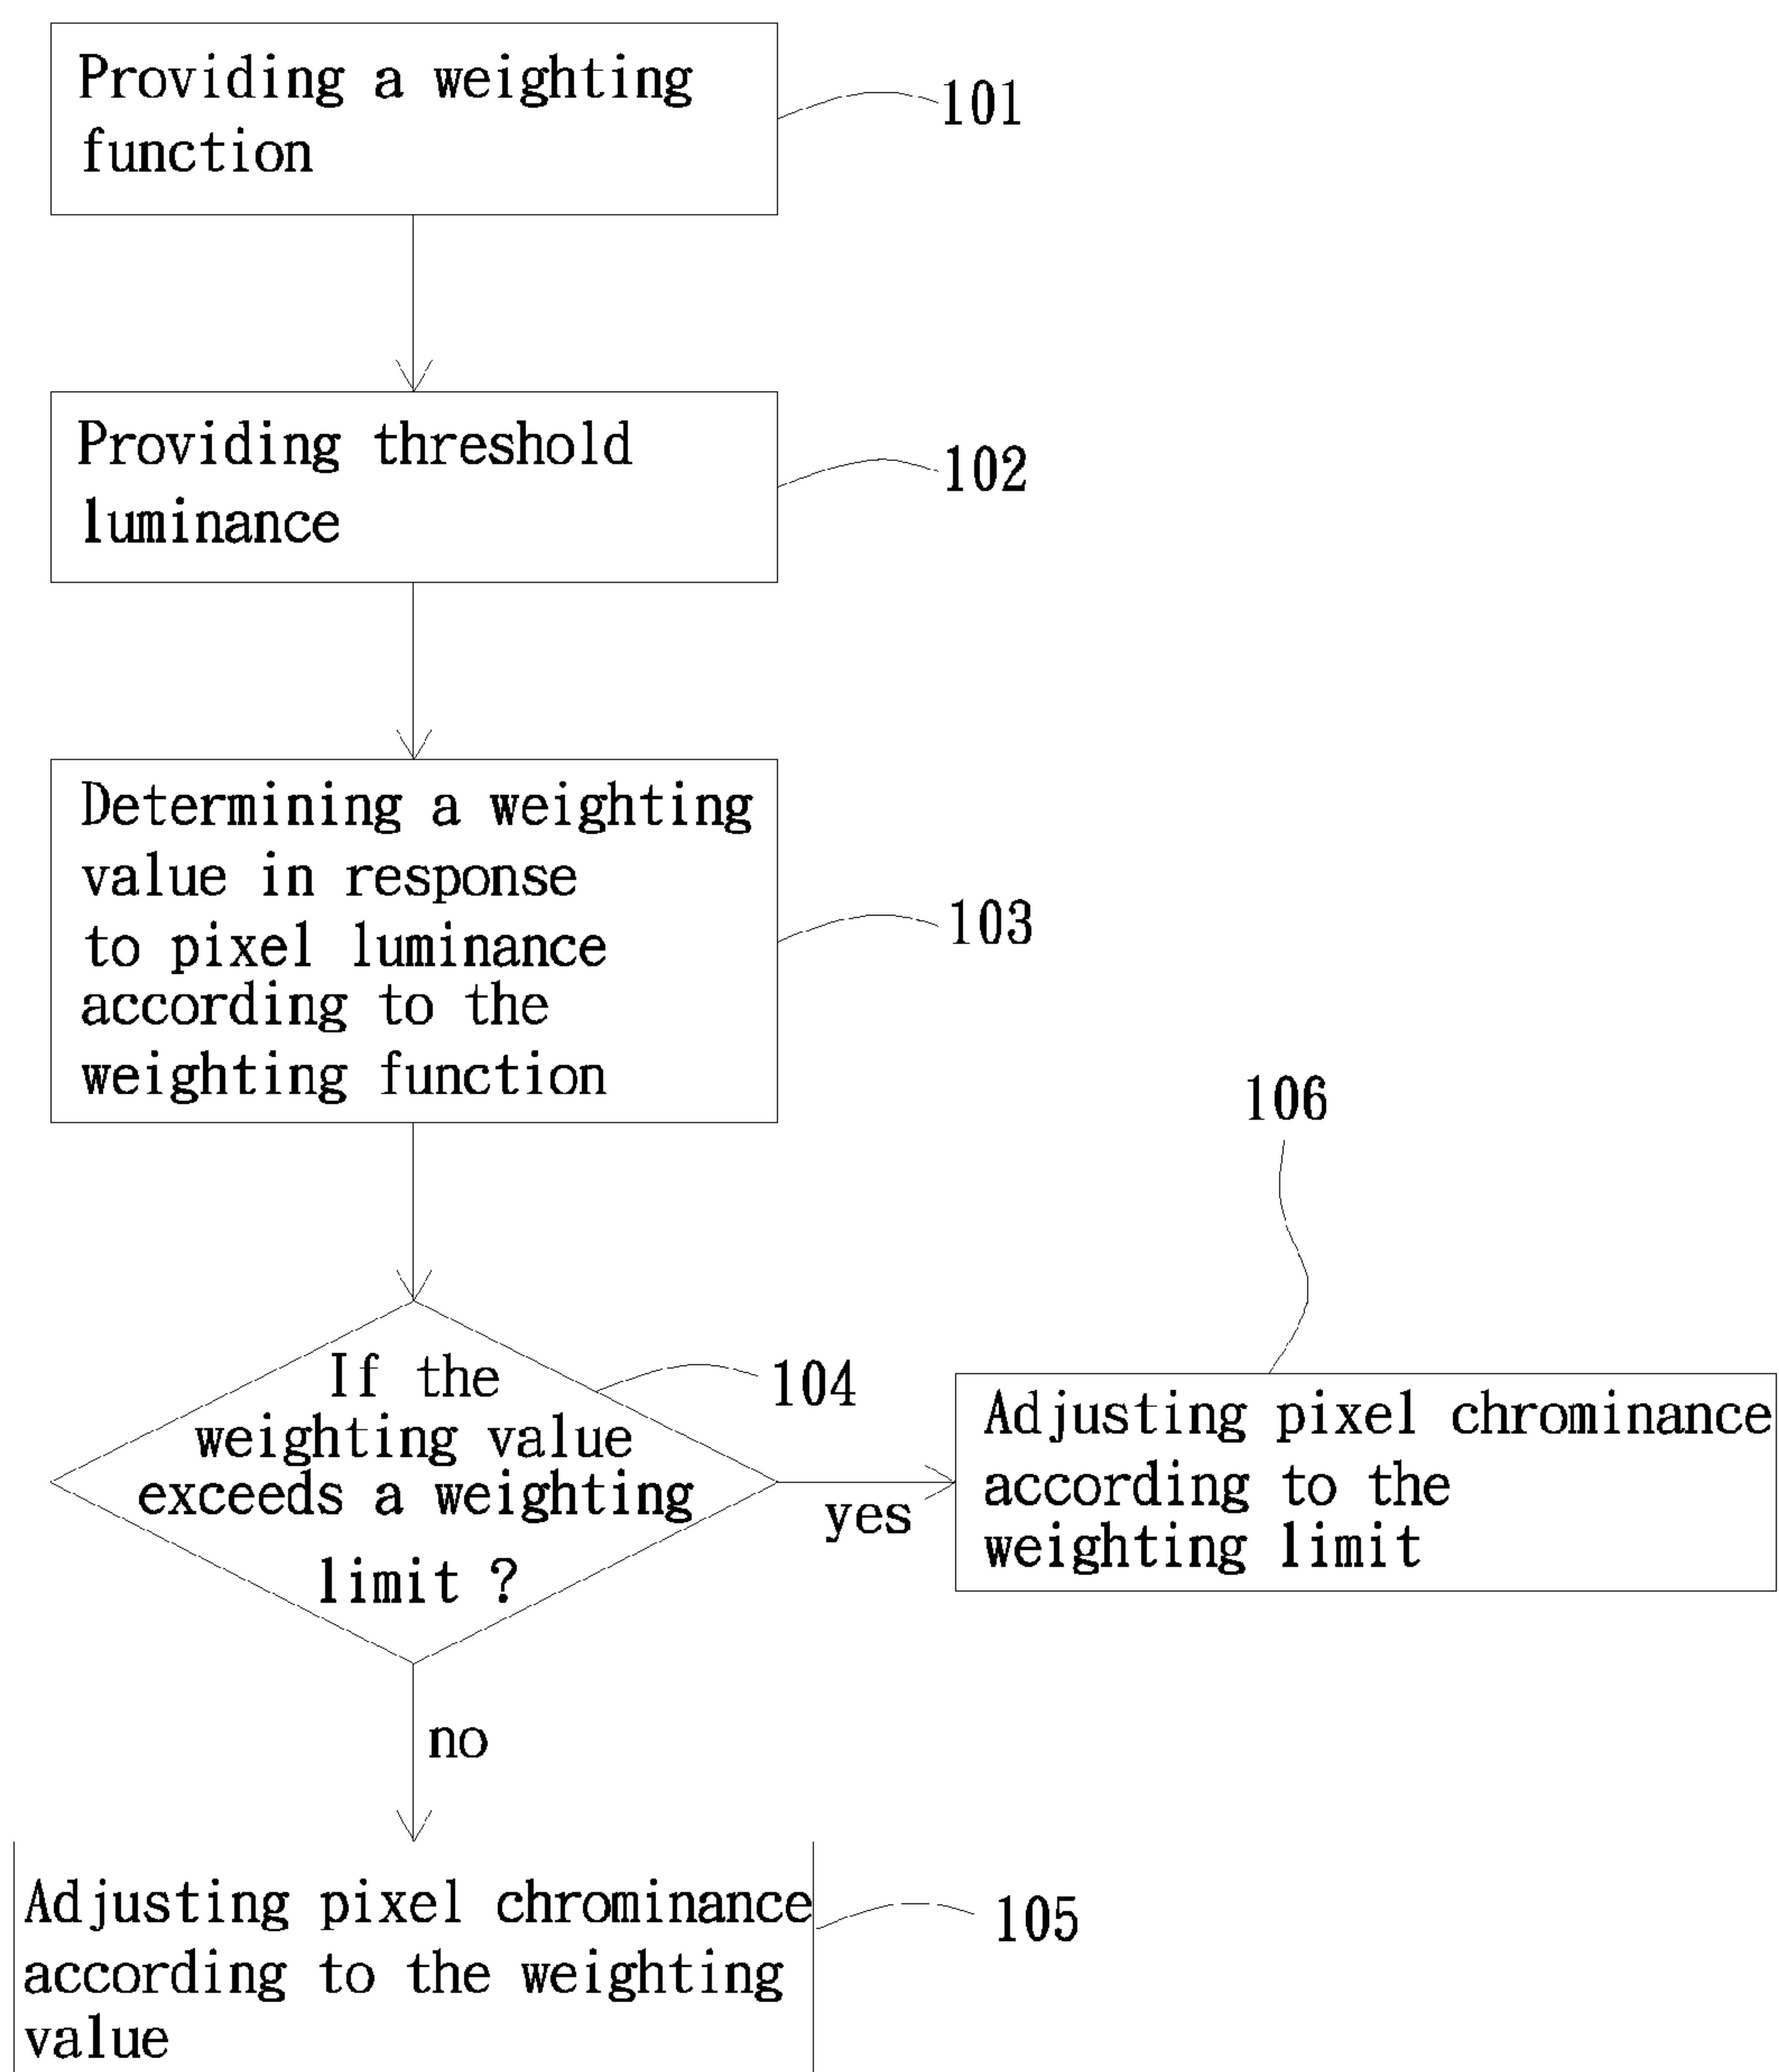 Providing a weighting
function
101
Providing threshold
luminance
102
Determining a weighting
value in response
to pixel luminance
according to the
weighting function
103
106
If the
weighting value
exceeds a weighting
limit ?
104
yes
Adjusting pixel chrominance
according to the
weighting limit
no
Adjusting pixel chrominance
according to the weighting
value
105